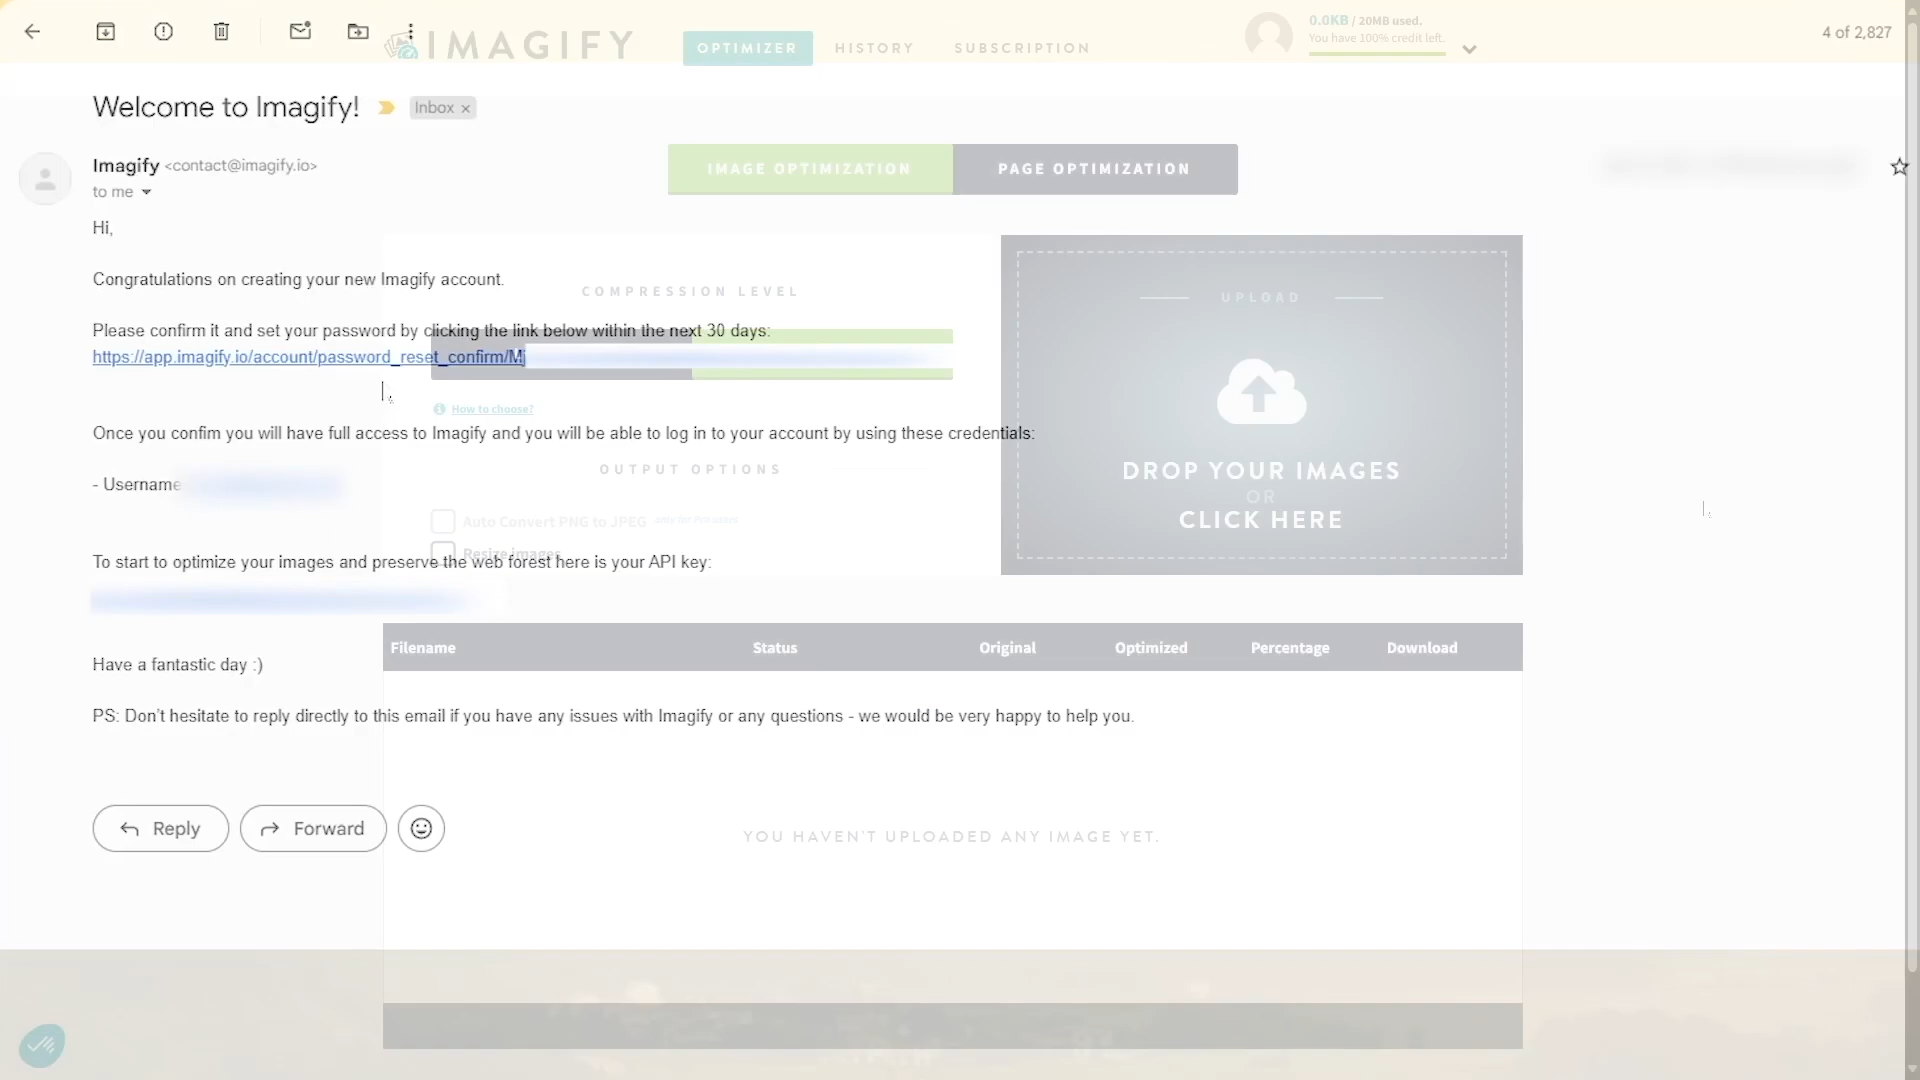 4 of 2,827
IMAGIFY
OPTIMIZER
HISTORY
SUBSCRIPTION
0.0KB / 20MB used.
You have 100% credit left.
Welcome to Imagify!
Inbox ×
Imagify <contact@imagify.io>
to me
IMAGE OPTIMIZATION
PAGE OPTIMIZATION
Hi,
Congratulations on creating your new Imagify account.
COMPRESSION LEVEL
UPLOAD
Please confirm it and set your password by clicking the link below within the next 30 days:
https://app.imagify.io/account/password_reset_confirm/M
How to choose?
Once you confim you will have full access to Imagify and you will be able to log in to your account by using these credentials:
OUTPUT OPTIONS
DROP YOUR IMAGES
OR
CLICK HERE
- Username
Auto Convert PNG to JPEG only for Pro users
Resize images
To start to optimize your images and preserve the web forest here is your API key:
Filename Status Original Optimized Percentage Download
Have a fantastic day :)
PS: Don't hesitate to reply directly to this email if you have any issues with Imagify or any questions - we would be very happy to help you.
Reply
Forward
YOU HAVEN'T UPLOADED ANY IMAGE YET.